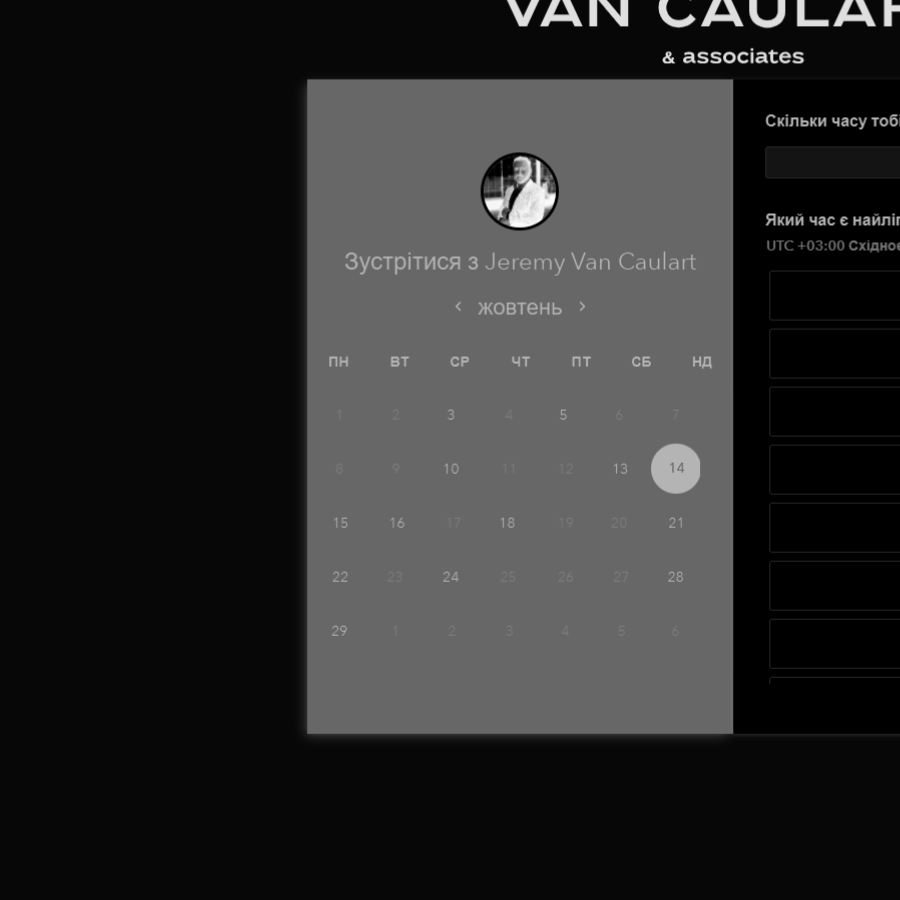 VAN CAULAR
& associates
Зустрітися з Jeremy Van Caulart
жовтень
ПН ВТ СР ЧТ ПТ СБ НД
1 2 3 4 5 6 7
8 9 10 11 12 13 14
15 16 17 18 19 20 21
22 23 24 25 26 27 28
29 1 2 3 4 5 6
Скільки часу тобі
Який час є найліп
UTC +03:00 Східноє